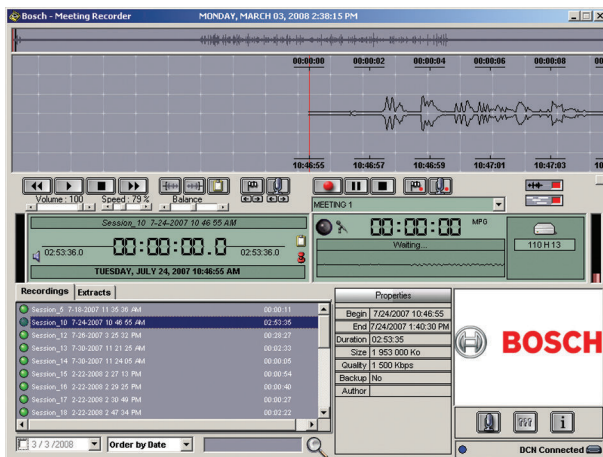 Bosch - Meeting Recorder MONDAY, MARCH 03, 2008 2:38:15 PM
00:00:00 00:00:02 00:00:04 00:00:06 00:00:08 00
10:46:55 10:46:57 10:46:59 10:47:01 10:47:03 10
Volume : 100 Speed : 79 % Balance
MEETING 1
Session_10 7-24-2007 10 46 55 AM
02:53:36.0 00:00:00.0 02:53:36.0
TUESDAY, JULY 24, 2007 10:46:55 AM
00:00:00 MPG
Waiting...
110 H 13
Recordings Extracts
Session_5 7-18-2007 11 35 36 AM 00:00:11
Session_10 7-24-2007 10 46 55 AM 02:53:35
Session_12 7-26-2007 3 25 32 PM 00:28:27
Session_13 7-30-2007 11 21 25 AM 00:02:33
Session_14 7-30-2007 11 24 05 AM 00:00:05
Session_15 2-22-2008 2 27 13 PM 00:00:54
Session_16 2-22-2008 2 29 25 PM 00:00:40
Session_17 2-22-2008 2 30 49 PM 00:00:27
Session_18 2-22-2008 2 47 34 PM 00:02:22
Properties
Begin 7/24/2007 10:46:55
End 7/24/2007 1:40:30 PM
Duration 02:53:35
Size 1 953 000 Ko
Quality 1 500 Kbps
Backup No
Author
BOSCH
3 / 3 /2008 Order by Date
DCN Connected